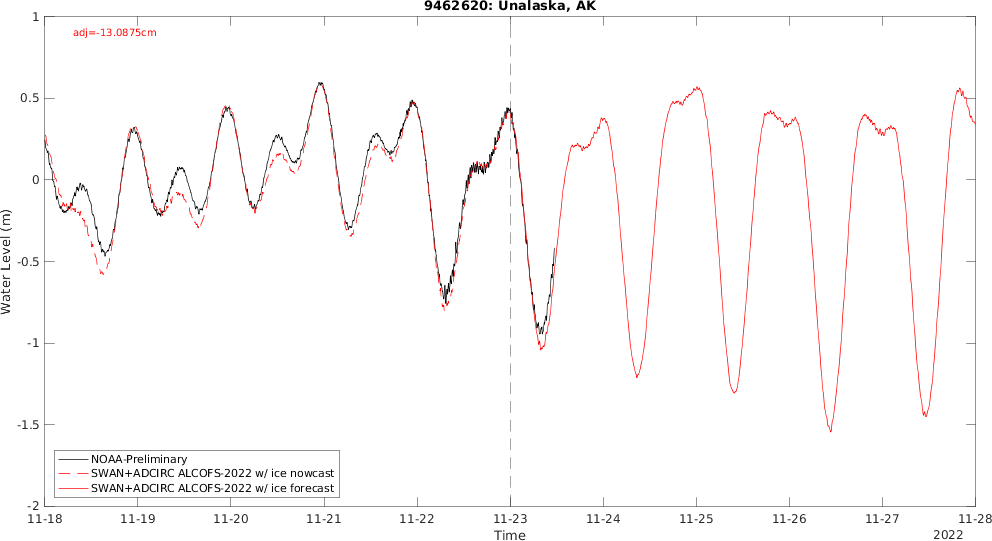 9462620: Unalaska, AK
adj=-13.0875cm
1
0.5
0
-0.5
-1
-1.5
-2
Water Level (m)
NOAA-Preliminary
SWAN+ADCIRC ALCOFS-2022 w/ ice nowcast
SWAN+ADCIRC ALCOFS-2022 w/ ice forecast
11-18 11-19 11-20 11-21 11-22 11-23 11-24 11-25 11-26 11-27 11-28
Time
2022